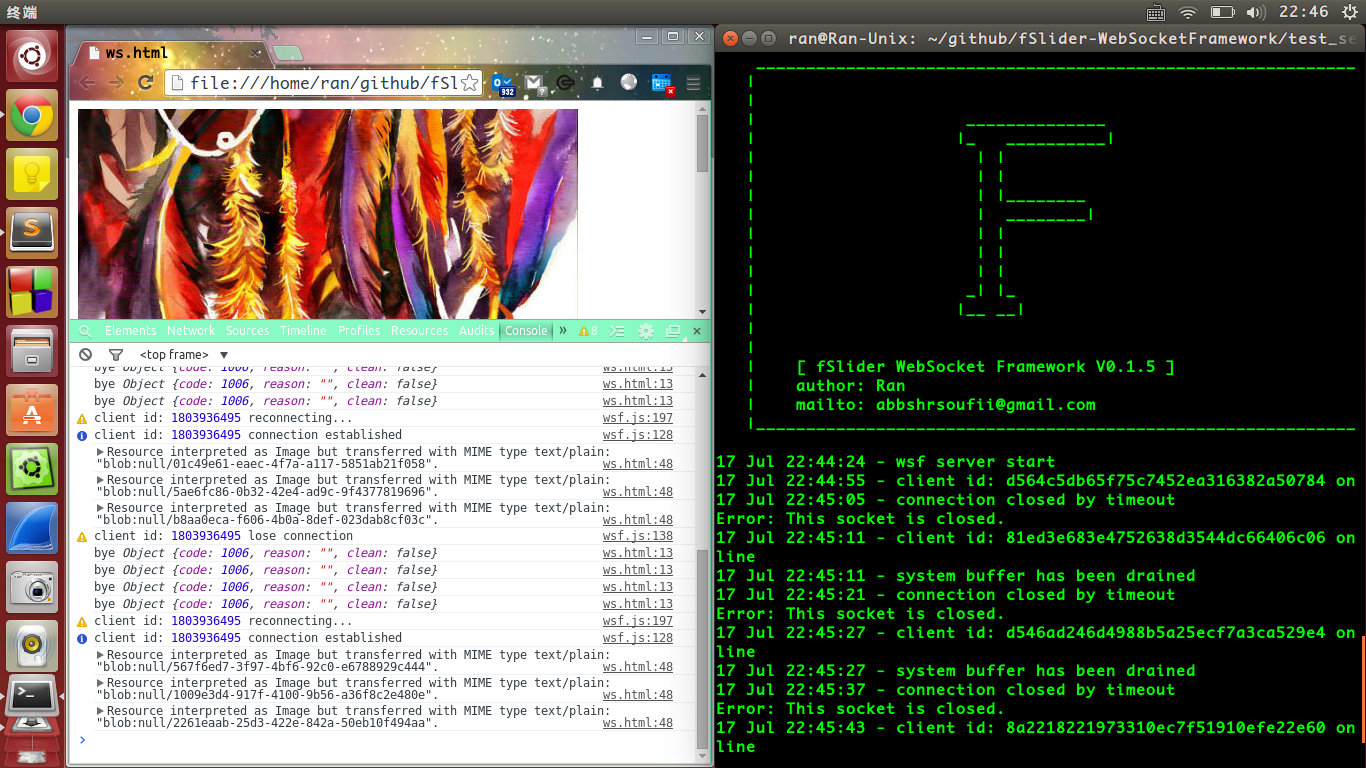 终端
22:46
ws.html
file:///home/ran/github/fSl
932
Elements Network Sources Timeline Profiles Resources Audits Console » 8
<top frame> ▼
bye Object {code: 1006, reason: "", clean: false} ws.html:13
bye Object {code: 1006, reason: "", clean: false} ws.html:13
bye Object {code: 1006, reason: "", clean: false} ws.html:13
client id: 1803936495 reconnecting... wsf.js:197
client id: 1803936495 connection established wsf.js:128
Resource interpreted as Image but transferred with MIME type text/plain:
"blob:null/01c49e61-eaec-4f7a-a117-5851ab21f058". ws.html:48
Resource interpreted as Image but transferred with MIME type text/plain:
"blob:null/5ae6fc86-0b32-42e4-ad9c-9f4377819696". ws.html:48
Resource interpreted as Image but transferred with MIME type text/plain:
"blob:null/b8aa0eca-f606-4b0a-8def-023dab8cf03c". ws.html:48
client id: 1803936495 lose connection wsf.js:138
bye Object {code: 1006, reason: "", clean: false} ws.html:13
bye Object {code: 1006, reason: "", clean: false} ws.html:13
bye Object {code: 1006, reason: "", clean: false} ws.html:13
bye Object {code: 1006, reason: "", clean: false} ws.html:13
client id: 1803936495 reconnecting... wsf.js:197
client id: 1803936495 connection established wsf.js:128
Resource interpreted as Image but transferred with MIME type text/plain:
"blob:null/567f6ed7-3f97-4bf6-92c0-e6788929c444". ws.html:48
Resource interpreted as Image but transferred with MIME type text/plain:
"blob:null/1009e3d4-917f-4100-9b56-a36f8c2e480e". ws.html:48
Resource interpreted as Image but transferred with MIME type text/plain:
"blob:null/2261eaab-25d3-422e-842a-50eb10f494aa". ws.html:48
ran@Ran-Unix: ~/github/fSlider-WebSocketFramework/test_se
[ fSlider WebSocket Framework V0.1.5 ]
author: Ran
mailto: abbshrsoufii@gmail.com
17 Jul 22:44:24 - wsf server start
17 Jul 22:44:55 - client id: d564c5db65f75c7452ea316382a50784 on
17 Jul 22:45:05 - connection closed by timeout
Error: This socket is closed.
17 Jul 22:45:11 - client id: 81ed3e683e4752638d3544dc66406c06 on
line
17 Jul 22:45:11 - system buffer has been drained
17 Jul 22:45:21 - connection closed by timeout
Error: This socket is closed.
17 Jul 22:45:27 - client id: d546ad246d4988b5a25ecf7a3ca529e4 on
line
17 Jul 22:45:27 - system buffer has been drained
17 Jul 22:45:37 - connection closed by timeout
Error: This socket is closed.
17 Jul 22:45:43 - client id: 8a2218221973310ec7f51910efe22e60 on
line